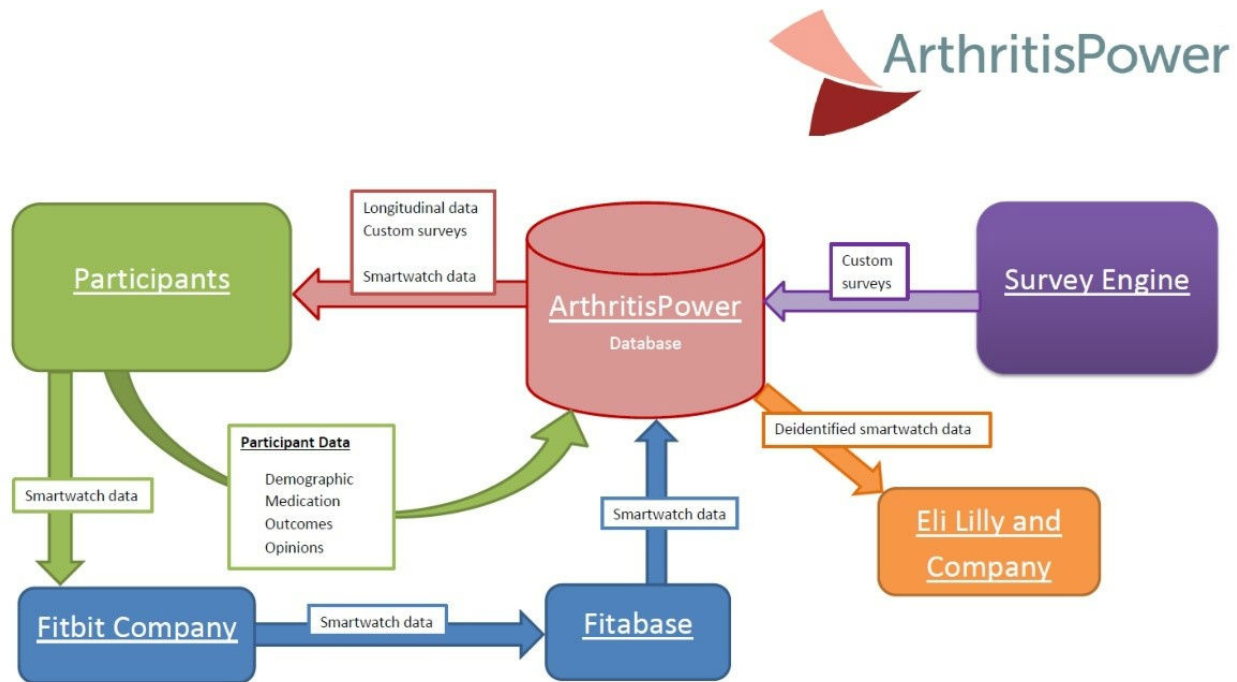 ArthritisPower
Longitudinal data
Custom surveys
Smartwatch data
Participants
ArthritisPower
Database
Custom
surveys
Survey Engine
Participant Data
Demographic
Medication
Outcomes
Opinions
Smartwatch data
Smartwatch data
Deidentified smartwatch data
Eli Lilly and
Company
Fitbit Company
Smartwatch data
Fitabase